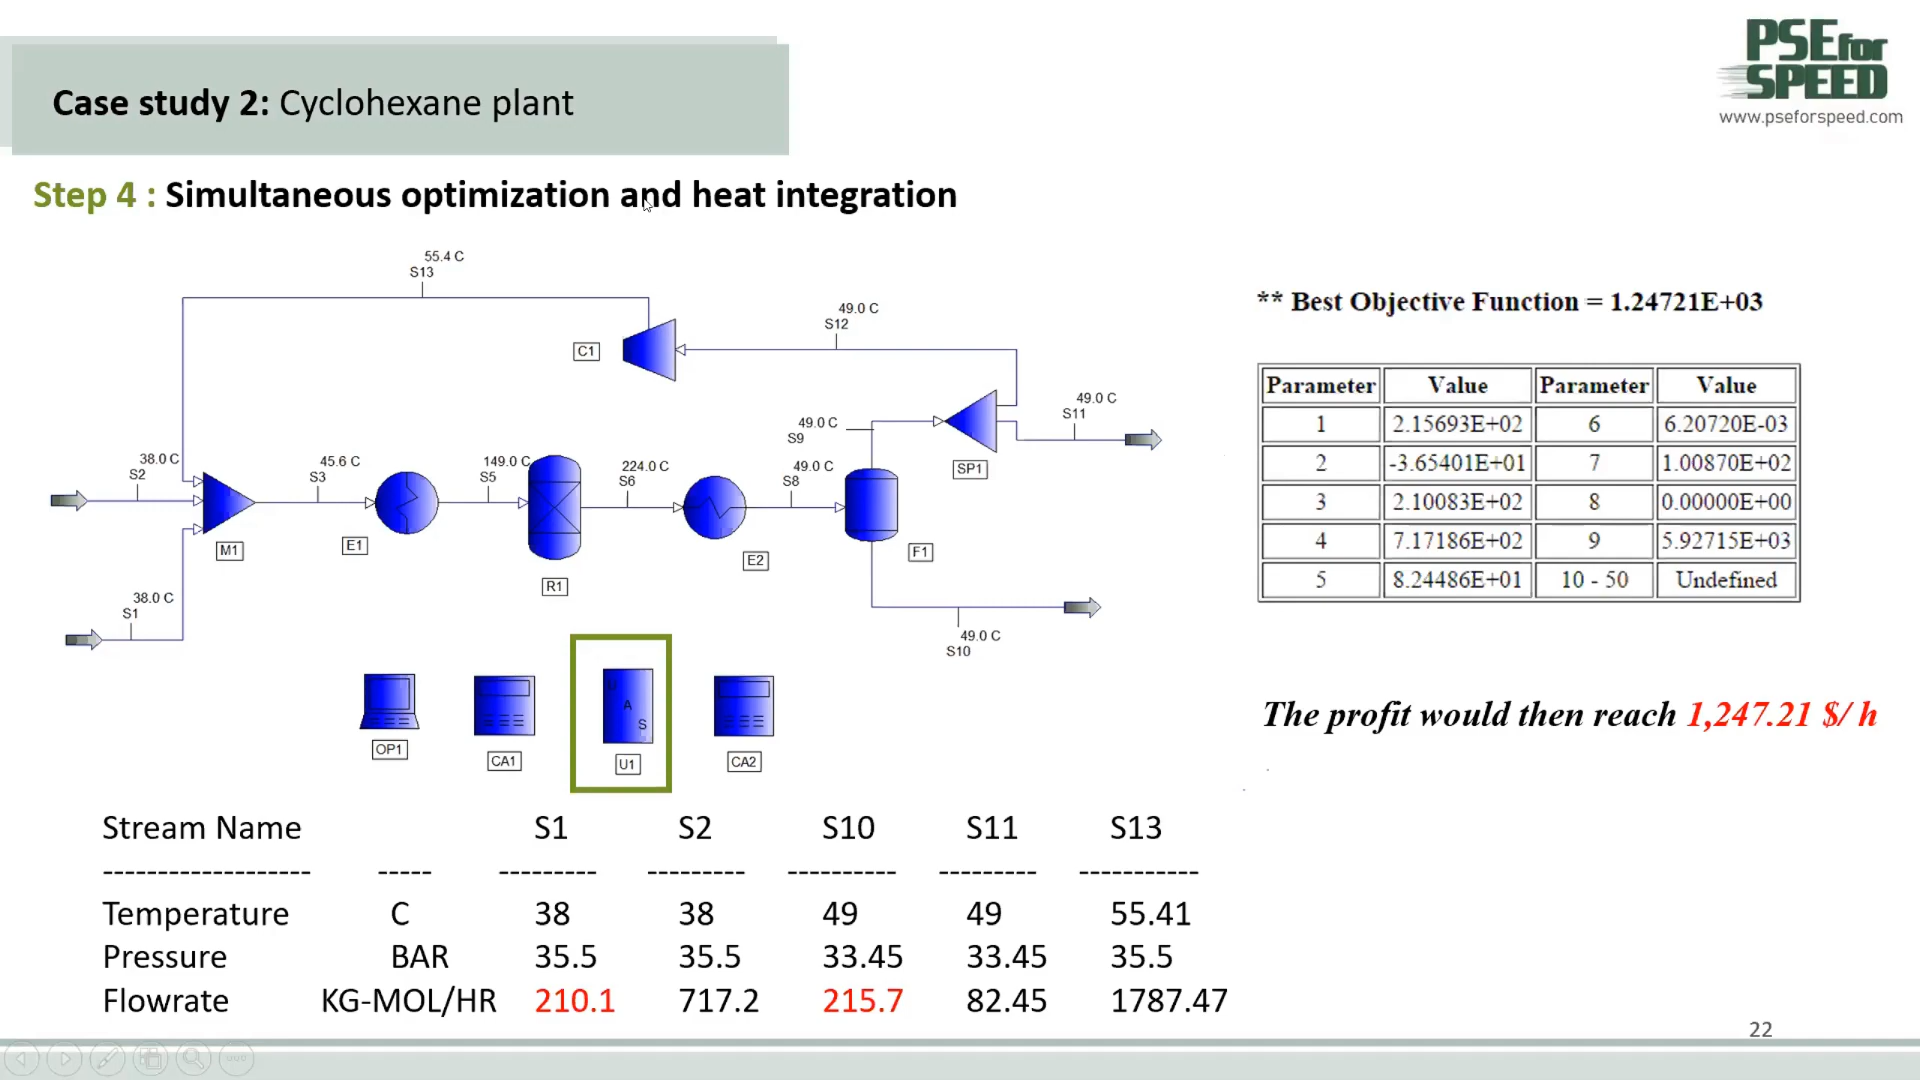 PSE for
SPEED
www.pseforspeed.com
Case study 2: Cyclohexane plant
Step 4 : Simultaneous optimization and heat integration
55.4 C
S13
49.0 C
S12
C1
49.0 C
S11
49.0 C
S9
SP1
38.0 C
S2
45.6 C
S3
149.0 C
S5
224.0 C
S6
49.0 C
S8
M1
E1
R1
E2
F1
38.0 C
S1
49.0 C
S10
U
A
S
OP1
CA1
U1
CA2
** Best Objective Function = 1.24721E+03
Parameter Value Parameter Value
1 2.15693E+02 6 6.20720E-03
2 -3.65401E+01 7 1.00870E+02
3 2.10083E+02 8 0.00000E+00
4 7.17186E+02 9 5.92715E+03
5 8.24486E+01 10 - 50 Undefined
The profit would then reach 1,247.21 $/ h
Stream Name S1 S2 S10 S11 S13
------------------- ----- --------- --------- ---------- --------- -----------
Temperature C 38 38 49 49 55.41
Pressure BAR 35.5 35.5 33.45 33.45 35.5
Flowrate KG-MOL/HR 210.1 717.2 215.7 82.45 1787.47
22